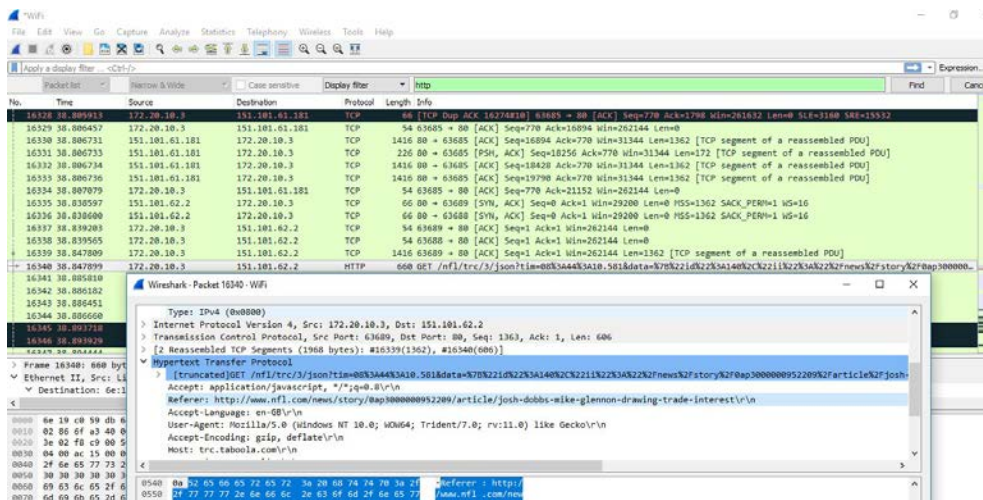 *WiFi
File Edit View Go Capture Analyze Statistics Telephony Wireless Tools Help
Apply a display filter ... <Ctrl-/>
Expression...
Packet list Narrow & Wide Case sensitive Display filter http Find Canc
No. Time Source Destination Protocol Length Info
16328 38.805913 172.20.10.3 151.101.61.181 TCP 66 [TCP Dup ACK 16274#10] 63685 → 80 [ACK] Seq=770 Ack=1798 Win=261632 Len=0 SLE=3160 SRE=15532
16329 38.806457 172.20.10.3 151.101.61.181 TCP 54 63685 → 80 [ACK] Seq=770 Ack=16894 Win=262144 Len=0
16330 38.806731 151.101.61.181 172.20.10.3 TCP 1416 80 → 63685 [ACK] Seq=16894 Ack=770 Win=31344 Len=1362 [TCP segment of a reassembled PDU]
16331 38.806733 151.101.61.181 172.20.10.3 TCP 226 80 → 63685 [PSH, ACK] Seq=18256 Ack=770 Win=31344 Len=172 [TCP segment of a reassembled PDU]
16332 38.806734 151.101.61.181 172.20.10.3 TCP 1416 80 → 63685 [ACK] Seq=18428 Ack=770 Win=31344 Len=1362 [TCP segment of a reassembled PDU]
16333 38.806736 151.101.61.181 172.20.10.3 TCP 1416 80 → 63685 [ACK] Seq=19790 Ack=770 Win=31344 Len=1362 [TCP segment of a reassembled PDU]
16334 38.807079 172.20.10.3 151.101.61.181 TCP 54 63685 → 80 [ACK] Seq=770 Ack=21152 Win=262144 Len=0
16335 38.838597 151.101.62.2 172.20.10.3 TCP 66 80 → 63689 [SYN, ACK] Seq=0 Ack=1 Win=29200 Len=0 MSS=1362 SACK_PERM=1 WS=16
16336 38.838600 151.101.62.2 172.20.10.3 TCP 66 80 → 63688 [SYN, ACK] Seq=0 Ack=1 Win=29200 Len=0 MSS=1362 SACK_PERM=1 WS=16
16337 38.839203 172.20.10.3 151.101.62.2 TCP 54 63689 → 80 [ACK] Seq=1 Ack=1 Win=262144 Len=0
16338 38.839565 172.20.10.3 151.101.62.2 TCP 54 63688 → 80 [ACK] Seq=1 Ack=1 Win=262144 Len=0
16339 38.847809 172.20.10.3 151.101.62.2 TCP 1416 63689 → 80 [ACK] Seq=1 Ack=1 Win=262144 Len=1362 [TCP segment of a reassembled PDU]
16340 38.847899 172.20.10.3 151.101.62.2 HTTP 660 GET /nfl/trc/3/json?tim=08%3A44%3A10.581&data=%7B%22id%22%3A140%2C%22ii%22%3A%22%2Fnews%2Fstory%2F0ap300000…
16341 38.885810
16342 38.886182
16343 38.886451
16344 38.886660
16345 38.893718
16346 38.893929
16347 38.894444
Wireshark · Packet 16340 · WiFi
Type: IPv4 (0x0800)
Internet Protocol Version 4, Src: 172.20.10.3, Dst: 151.101.62.2
Transmission Control Protocol, Src Port: 63689, Dst Port: 80, Seq: 1363, Ack: 1, Len: 606
[2 Reassembled TCP Segments (1968 bytes): #16339(1362), #16340(606)]
Hypertext Transfer Protocol
[truncated]GET /nfl/trc/3/json?tim=08%3A44%3A10.581&data=%7B%22id%22%3A140%2C%22ii%22%3A%22%2Fnews%2Fstory%2F0ap3000000952209%2Farticle%2Fjosh-
Accept: application/javascript, */*;q=0.8\r\n
Referer: http://www.nfl.com/news/story/0ap3000000952209/article/josh-dobbs-mike-glennon-drawing-trade-interest\r\n
Accept-Language: en-GB\r\n
User-Agent: Mozilla/5.0 (Windows NT 10.0; WOW64; Trident/7.0; rv:11.0) like Gecko\r\n
Accept-Encoding: gzip, deflate\r\n
Host: trc.taboola.com\r\n
Frame 16340: 660 byt
Ethernet II, Src: Li
Destination: 6e:1
0000 6e 19 c0 59 db 6
0010 02 86 6f a3 40 0
0020 3e 02 f8 c9 00 5
0030 04 00 ac 15 00 0
0040 2f 6e 65 77 73 2
0050 30 30 30 30 30 3
0060 69 63 6c 65 2f 6
0070 6d 69 6b 65 2d 6
0540 0a 52 65 66 65 72 65 72 3a 20 68 74 74 70 3a 2f ·Referer : http:/
0550 2f 77 77 77 2e 6e 66 6c 2e 63 6f 6d 2f 6e 65 77 /www.nfl .com/new